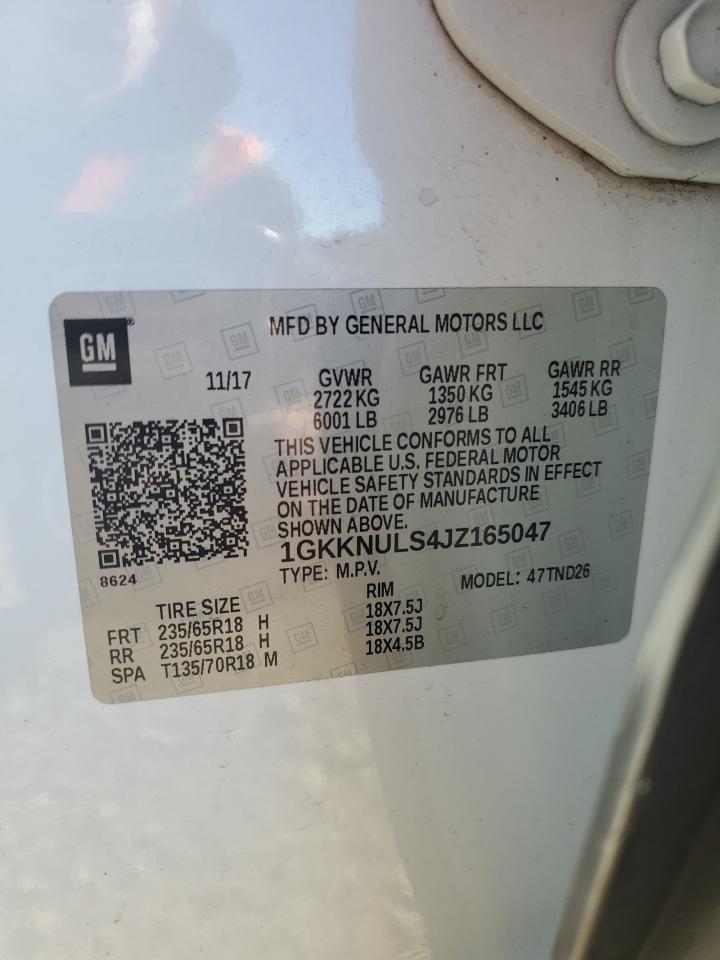 GM
MFD BY GENERAL MOTORS LLC
11/17 GVWR GAWR FRT GAWR RR
2722 KG 1350 KG 1545 KG
6001 LB 2976 LB 3406 LB
THIS VEHICLE CONFORMS TO ALL
APPLICABLE U.S. FEDERAL MOTOR
VEHICLE SAFETY STANDARDS IN EFFECT
ON THE DATE OF MANUFACTURE
SHOWN ABOVE.
1GKKNULS4JZ165047
8624
TYPE: M.P.V. MODEL: 47TND26
TIRE SIZE RIM
FRT 235/65R18 H 18X7.5J
RR 235/65R18 H 18X7.5J
SPA T135/70R18 M 18X4.5B